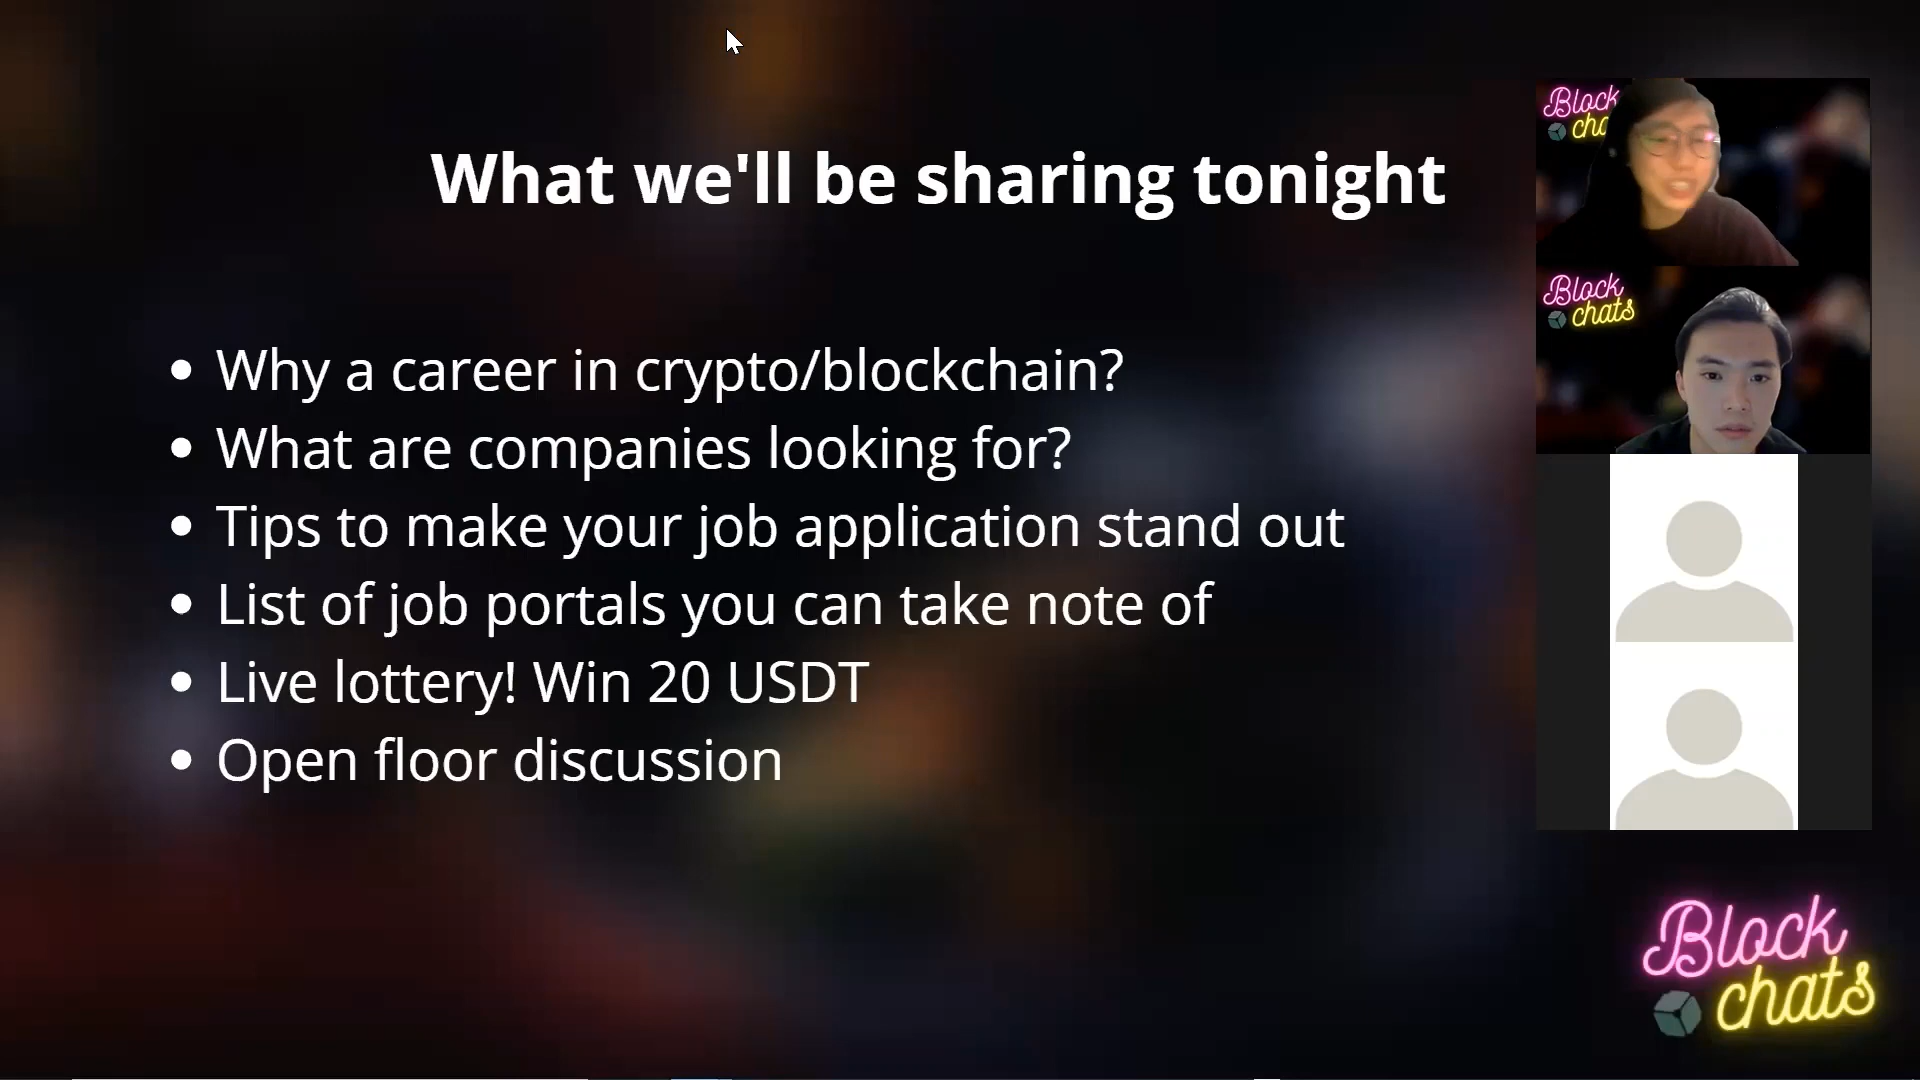 What we'll be sharing tonight
• Why a career in crypto/blockchain?
• What are companies looking for?
• Tips to make your job application stand out
• List of job portals you can take note of
• Live lottery! Win 20 USDT
• Open floor discussion
Block
cha
Block
chats
Block
chats